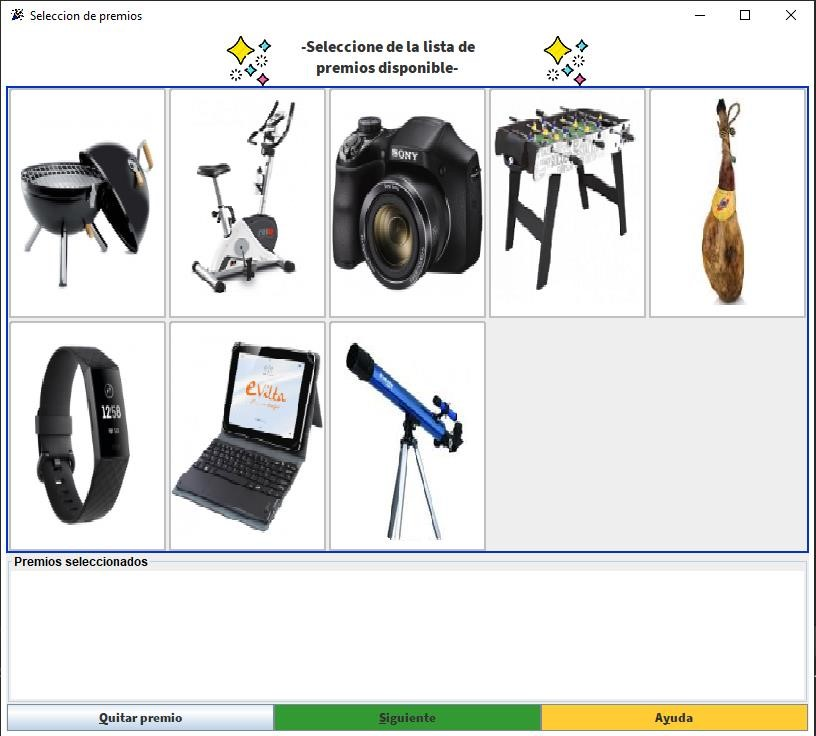 Seleccion de premios
-Seleccione de la lista de
premios disponible-
SONY
12:58
eVitta
Premios seleccionados
Quitar premio
Siguiente
Ayuda